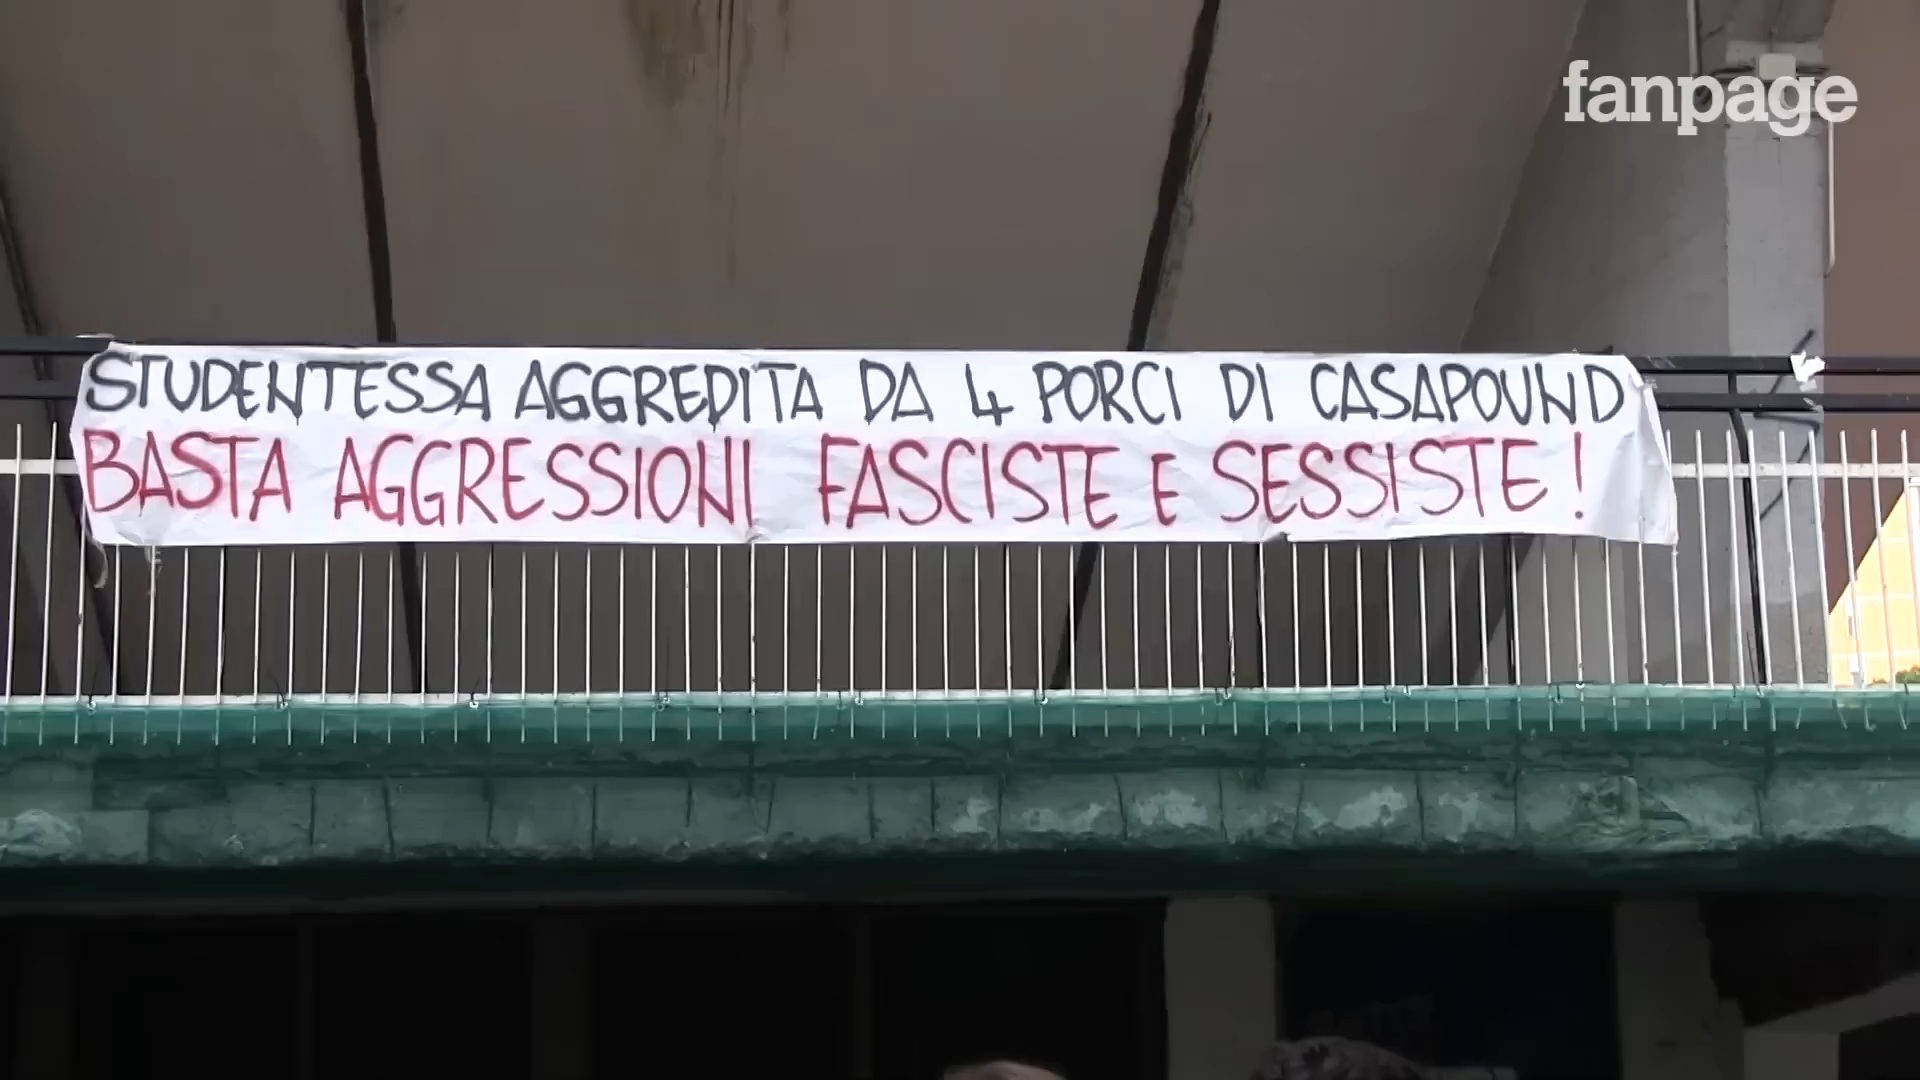 fanpage
STUDENTESSA AGGREDITA DA 4 PORCI DI CASAPOUND
BASTA AGGRESSIONI FASCISTE E SESSISTE!